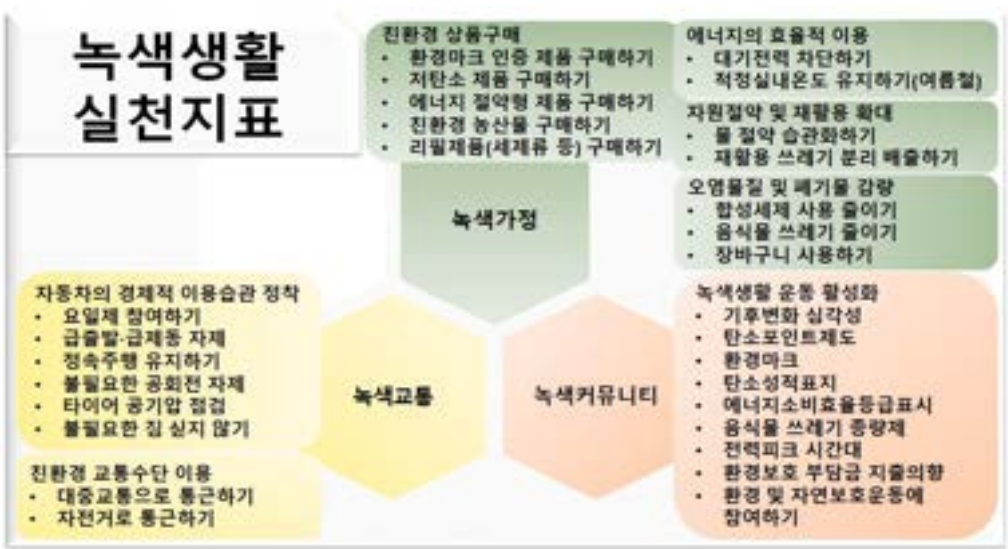 녹색생활
실천지표
친환경 상품구매
• 환경마크 인증 제품 구매하기
• 저탄소 제품 구매하기
• 에너지 절약형 제품 구매하기
• 친환경 농산물 구매하기
• 리필제품(세제류 등) 구매하기
에너지의 효율적 이용
• 대기전력 차단하기
• 적정실내온도 유지하기(여름철)
자원절약 및 재활용 확대
• 물 절약 습관화하기
• 재활용 쓰레기 분리 배출하기
오염물질 및 폐기물 감량
• 합성세제 사용 줄이기
• 음식물 쓰레기 줄이기
• 장바구니 사용하기
녹색가정
자동차의 경제적 이용습관 정착
• 요일제 참여하기
• 급출발·급제동 자제
• 정속주행 유지하기
• 불필요한 공회전 자제
• 타이어 공기압 점검
• 불필요한 짐 싣지 않기
친환경 교통수단 이용
• 대중교통으로 통근하기
• 자전거로 통근하기
녹색교통
녹색커뮤니티
녹색생활 운동 활성화
• 기후변화 심각성
• 탄소포인트제도
• 환경마크
• 탄소성적표지
• 에너지소비효율등급표시
• 음식물 쓰레기 종량제
• 전력피크 시간대
• 환경보호 부담금 지출의향
• 환경 및 자연보호운동에
참여하기